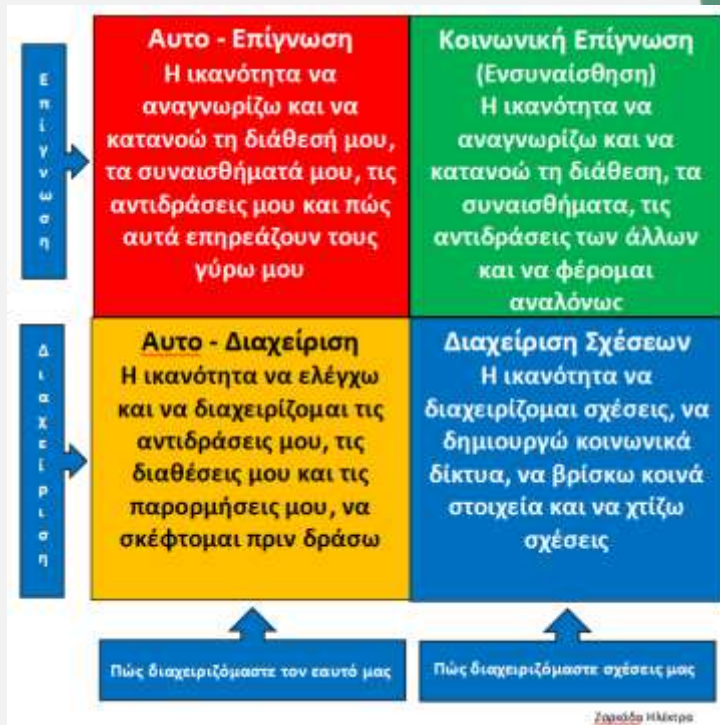 Επίγνωση
Αυτο - Επίγνωση
Η ικανότητα να
αναγνωρίζω και να
κατανοώ τη διάθεσή μου,
τα συναισθήματά μου, τις
αντιδράσεις μου και πώς
αυτά επηρεάζουν τους
γύρω μου
Κοινωνική Επίγνωση
(Ενσυναίσθηση)
Η ικανότητα να
αναγνωρίζω και να
κατανοώ τη διάθεση, τα
συναισθήματα, τις
αντιδράσεις των άλλων
και να φέρομαι
αναλόνως
Διαχείριση
Αυτο - Διαχείριση
Η ικανότητα να ελέγχω
και να διαχειρίζομαι τις
αντιδράσεις μου, τις
διαθέσεις μου και τις
παρορμήσεις μου, να
σκέφτομαι πριν δράσω
Διαχείριση Σχέσεων
Η ικανότητα να
διαχειρίζομαι σχέσεις, να
δημιουργώ κοινωνικά
δίκτυα, να βρίσκω κοινά
στοιχεία και να χτίζω
σχέσεις
Πώς διαχειριζόμαστε τον εαυτό μας
Πώς διαχειριζόμαστε σχέσεις μας
Ζαρκάδα Ηλέκτρα